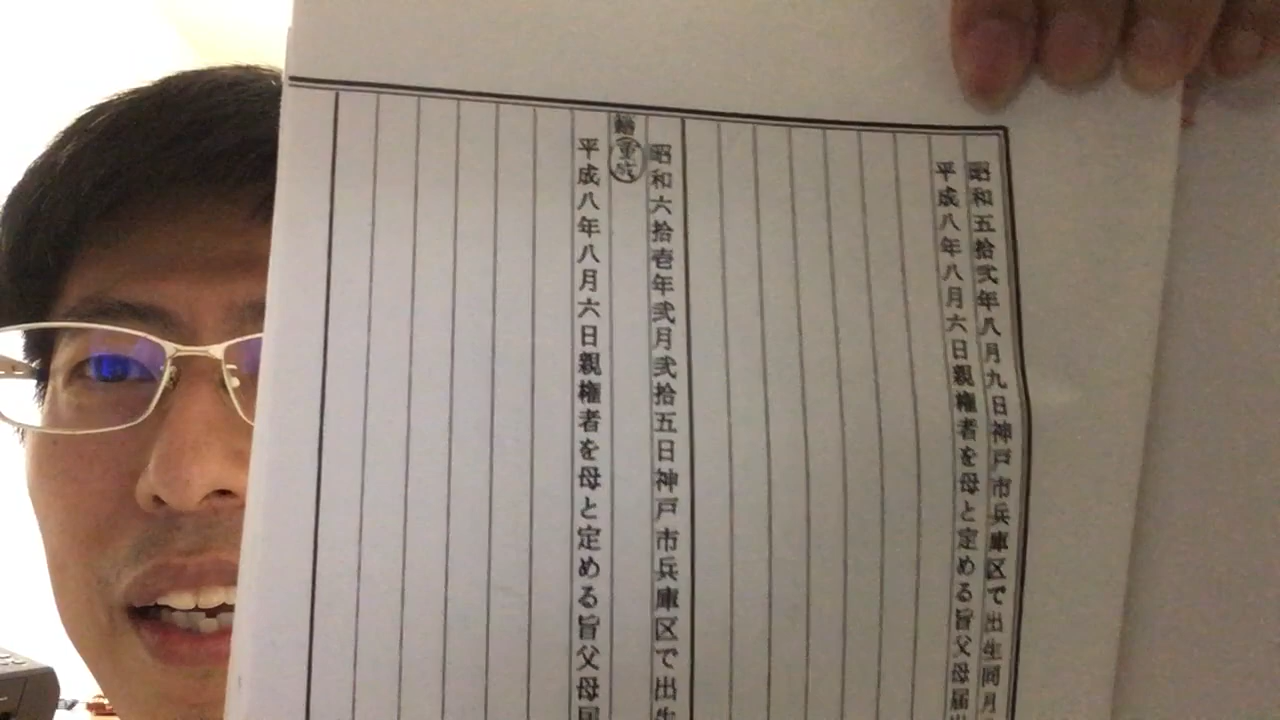 昭和五拾弐年八月九日神戸市兵庫区で出生同月
平成八年八月六日親権者を母と定める旨父母届出
昭和六拾壱年弐月弐拾五日神戸市兵庫区で出生
平成八年八月六日親権者を母と定める旨父母届